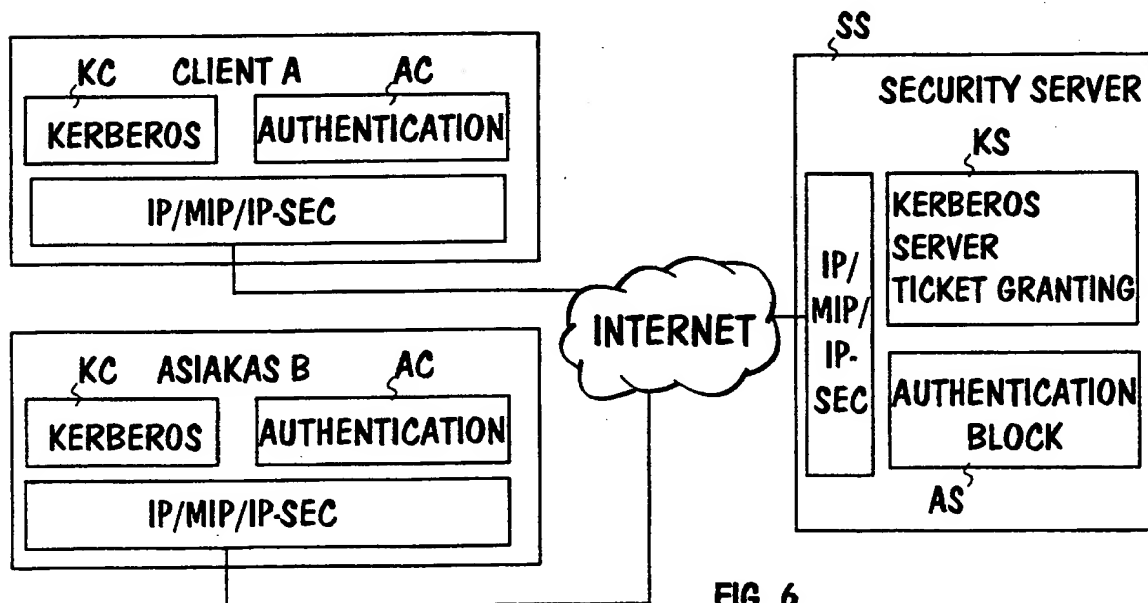 KC CLIENT A AC
KERBEROS AUTHENTICATION
IP/MIP/IP-SEC
KC ASIAKAS B AC
KERBEROS AUTHENTICATION
IP/MIP/IP-SEC
INTERNET
SS
SECURITY SERVER
KS
IP/
MIP/
IP-
SEC
KERBEROS
SERVER
TICKET GRANTING
AUTHENTICATION
BLOCK
AS
FIG. 6